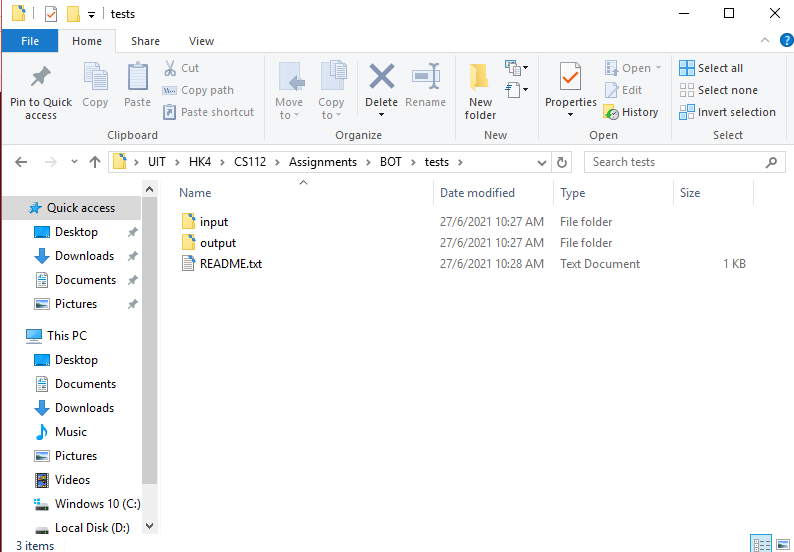 tests
File Home Share View
Pin to Quick access
Copy
Paste
Cut
Copy path
Paste shortcut
Clipboard
Move to
Copy to
Delete
Rename
Organize
New folder
New
Properties
Open
Edit
History
Open
Select all
Select none
Invert selection
Select
UIT HK4 CS112 Assignments BOT tests
Search tests
Name Date modified Type Size
Quick access
Desktop
Downloads
Documents
Pictures
This PC
Desktop
Documents
Downloads
Music
Pictures
Videos
Windows 10 (C:)
Local Disk (D:)
input 27/6/2021 10:27 AM File folder
output 27/6/2021 10:27 AM File folder
README.txt 27/6/2021 10:28 AM Text Document 1 KB
3 items